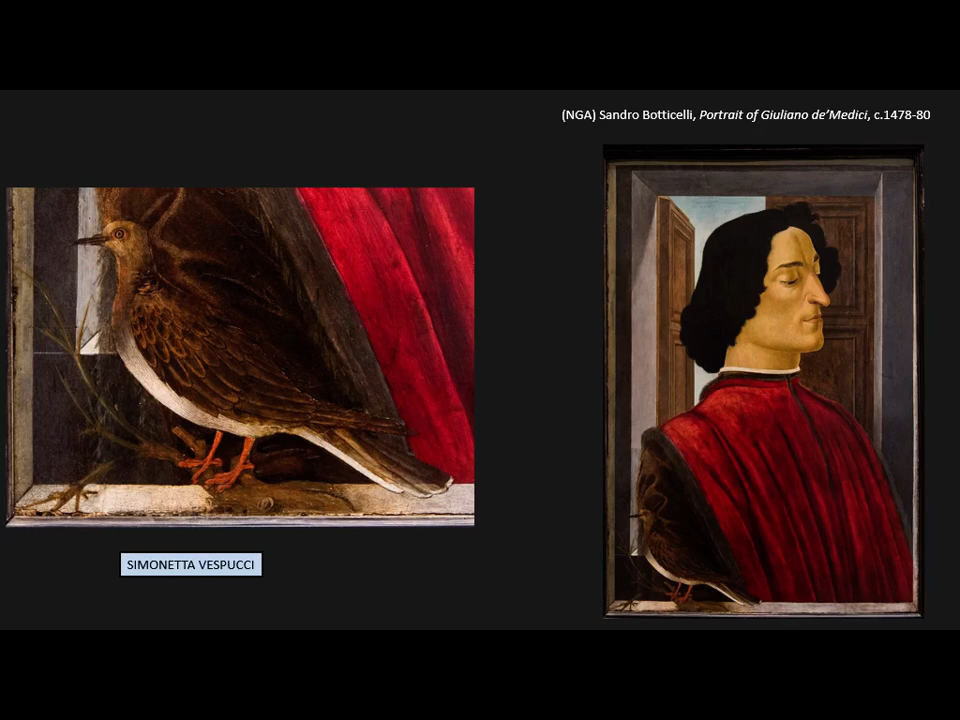 (NGA) Sandro Botticelli, Portrait of Giuliano de’Medici, c.1478-80
SIMONETTA VESPUCCI